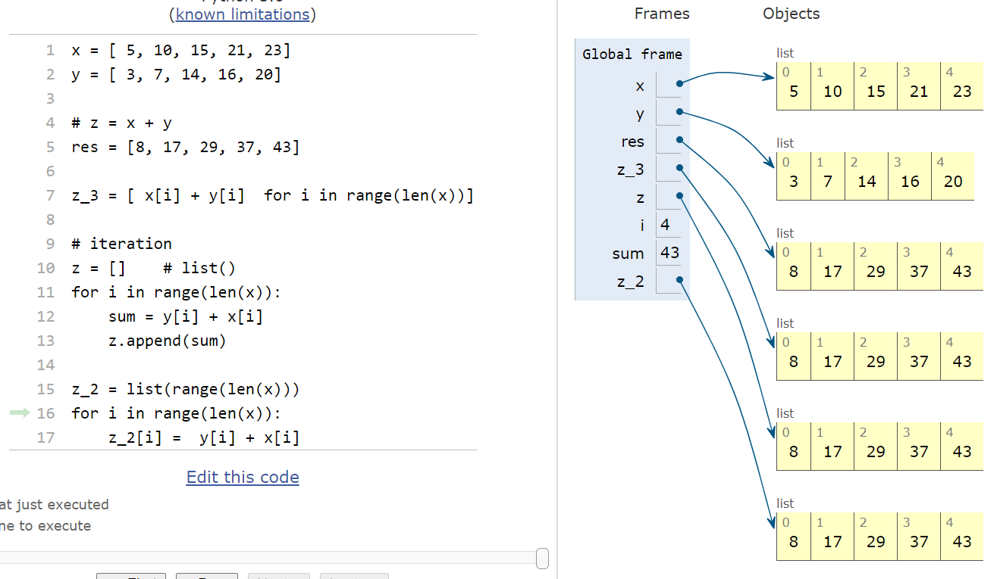 (known limitations)
1 x = [ 5, 10, 15, 21, 23]
2 y = [ 3, 7, 14, 16, 20]
3
4 # z = x + y
5 res = [8, 17, 29, 37, 43]
6
7 z_3 = [ x[i] + y[i]  for i in range(len(x))]
8
9 # iteration
10 z = []    # list()
11 for i in range(len(x)):
12     sum = y[i] + x[i]
13     z.append(sum)
14
15 z_2 = list(range(len(x)))
16 for i in range(len(x)):
17     z_2[i] =  y[i] + x[i]
Edit this code
at just executed
ne to execute
Frames
Objects
Global frame
x
y
res
z_3
z
i 4
sum 43
z_2
list
0 1 2 3 4
5 10 15 21 23
list
0 1 2 3 4
3 7 14 16 20
list
0 1 2 3 4
8 17 29 37 43
list
0 1 2 3 4
8 17 29 37 43
list
0 1 2 3 4
8 17 29 37 43
list
0 1 2 3 4
8 17 29 37 43